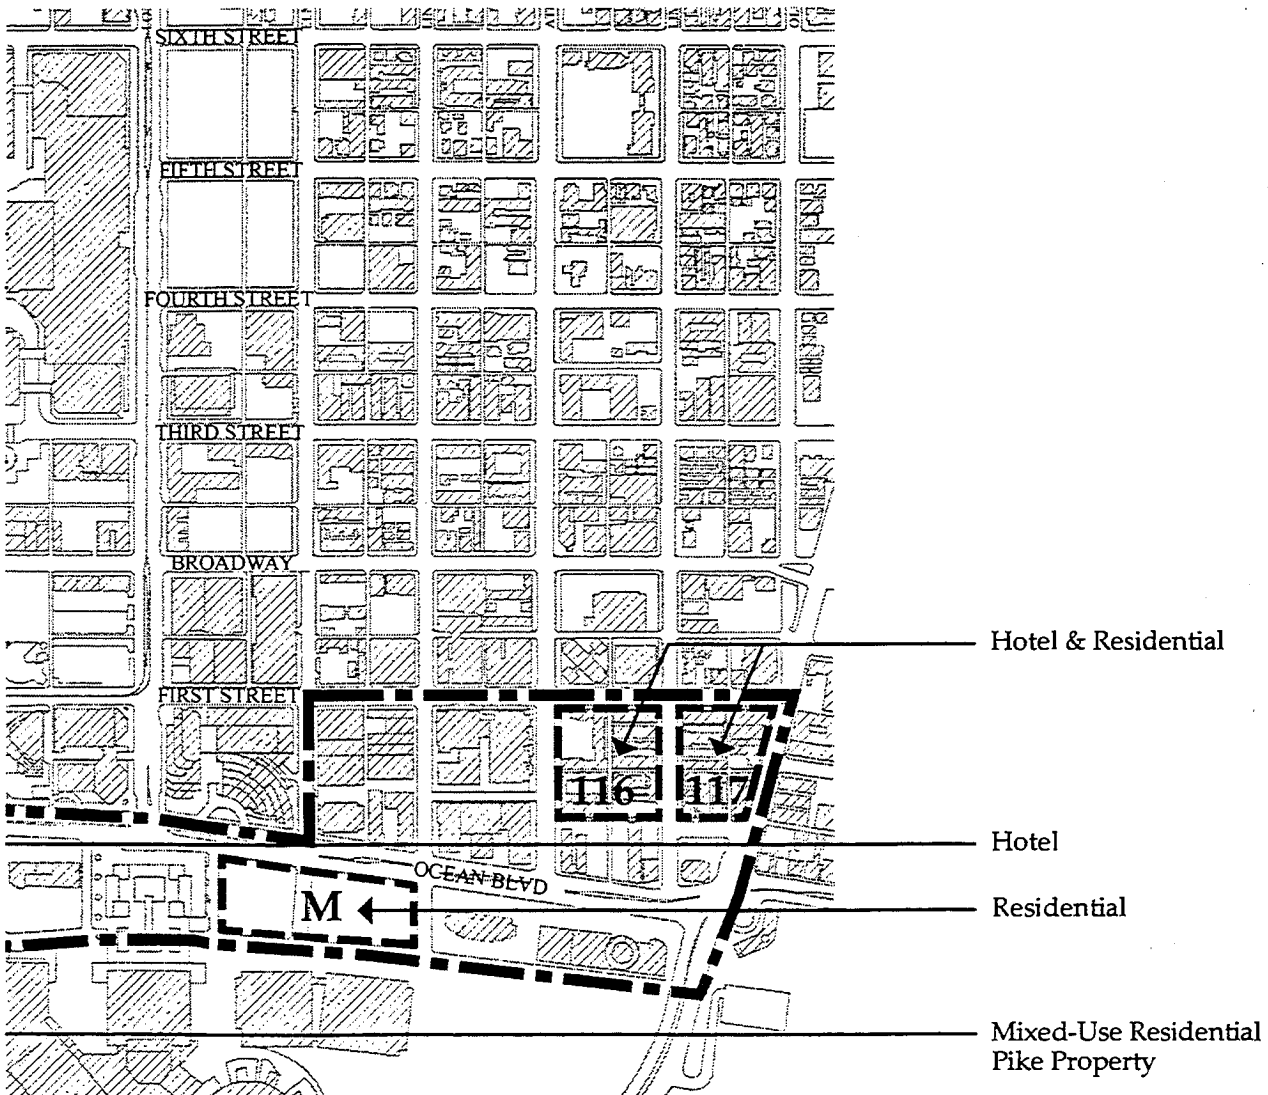 SIXTH STREET
FIFTH STREET
FOURTH STREET
THIRD STREET
BROADWAY
Hotel & Residential
FIRST STREET
116
117
Hotel
OCEAN BLVD
M
Residential
Mixed-Use Residential
Pike Property